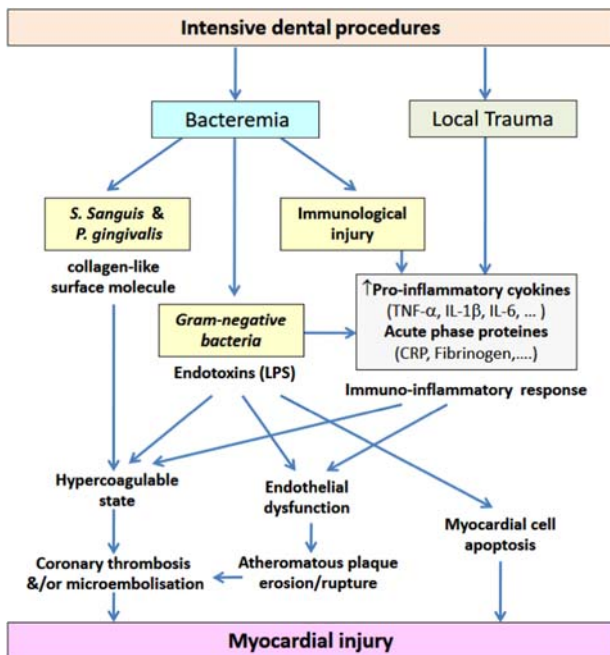 Intensive dental procedures
Bacteremia
Local Trauma
S. Sanguis &
P. gingivalis
collagen-like
surface molecule
Immunological
injury
↑Pro-inflammatory cyokines
(TNF-α, IL-1β, IL-6, ... )
Acute phase proteines
(CRP, Fibrinogen,....)
Immuno-inflammatory response
Gram-negative
bacteria
Endotoxins (LPS)
Hypercoagulable
state
Endothelial
dysfunction
Myocardial cell
apoptosis
Coronary thrombosis
&/or microembolisation
Atheromatous plaque
erosion/rupture
Myocardial injury